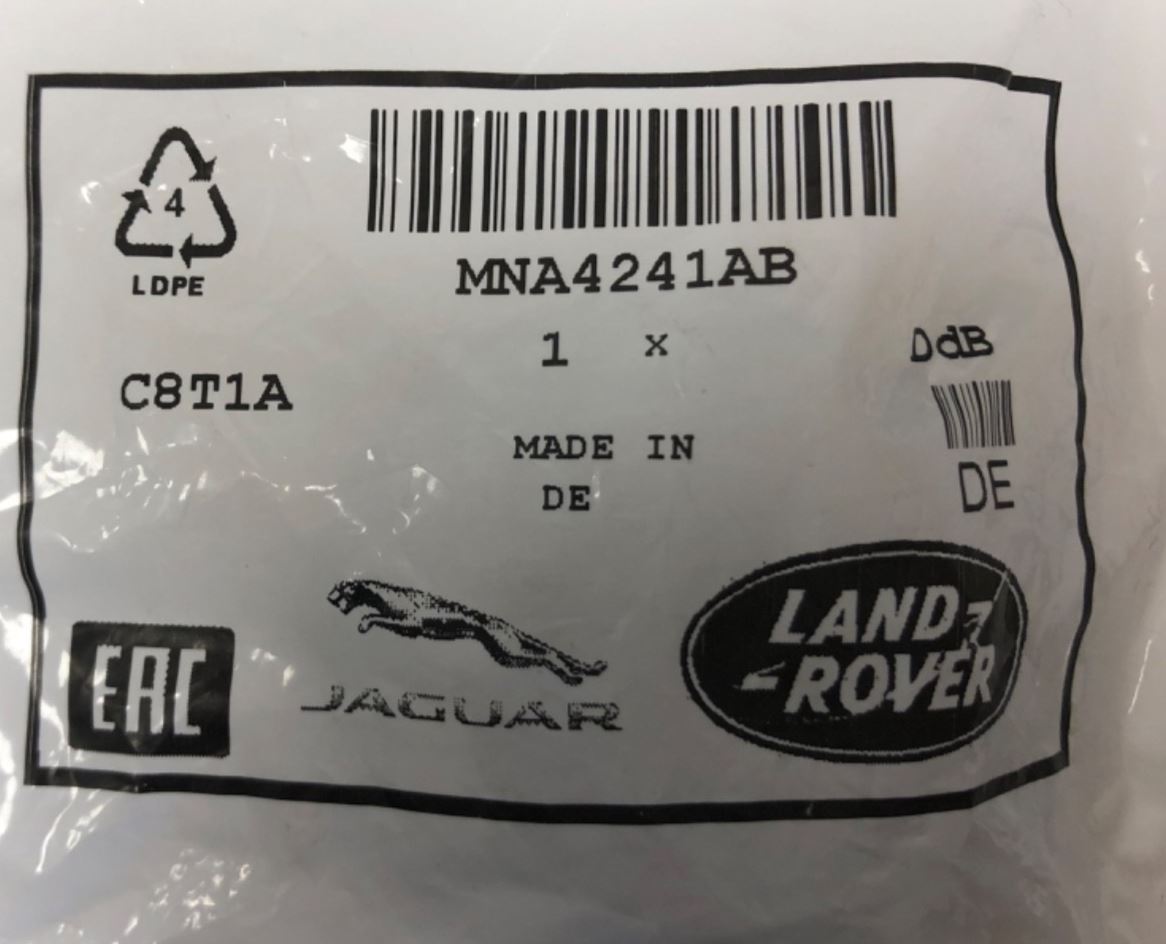 4
LDPE
MNA4241AB
1 x
DdB
C8T1A
MADE IN
DE
DE
EAC
JAGUAR
LAND
ROVER